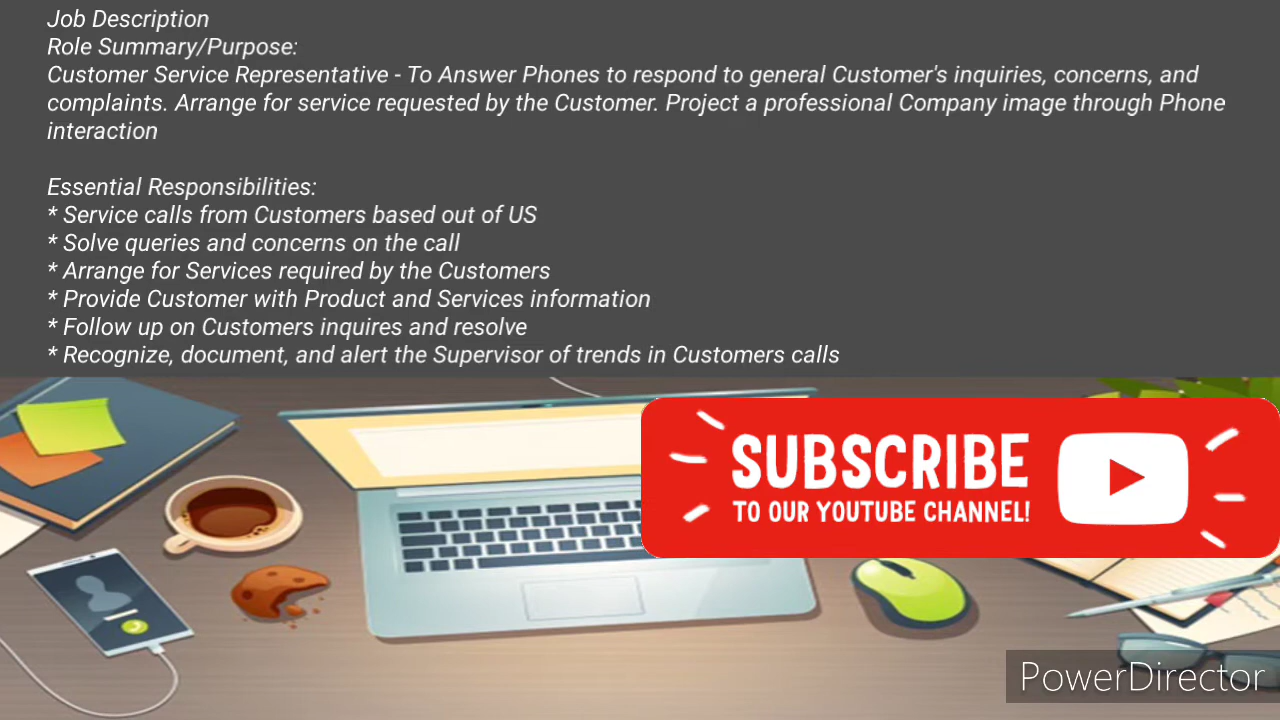 Job Description
Role Summary/Purpose:
Customer Service Representative - To Answer Phones to respond to general Customer's inquiries, concerns, and
complaints. Arrange for service requested by the Customer. Project a professional Company image through Phone
interaction
Essential Responsibilities:
* Service calls from Customers based out of US
* Solve queries and concerns on the call
* Arrange for Services required by the Customers
* Provide Customer with Product and Services information
* Follow up on Customers inquires and resolve
* Recognize, document, and alert the Supervisor of trends in Customers calls
SUBSCRIBE
TO OUR YOUTUBE CHANNEL!
PowerDirector